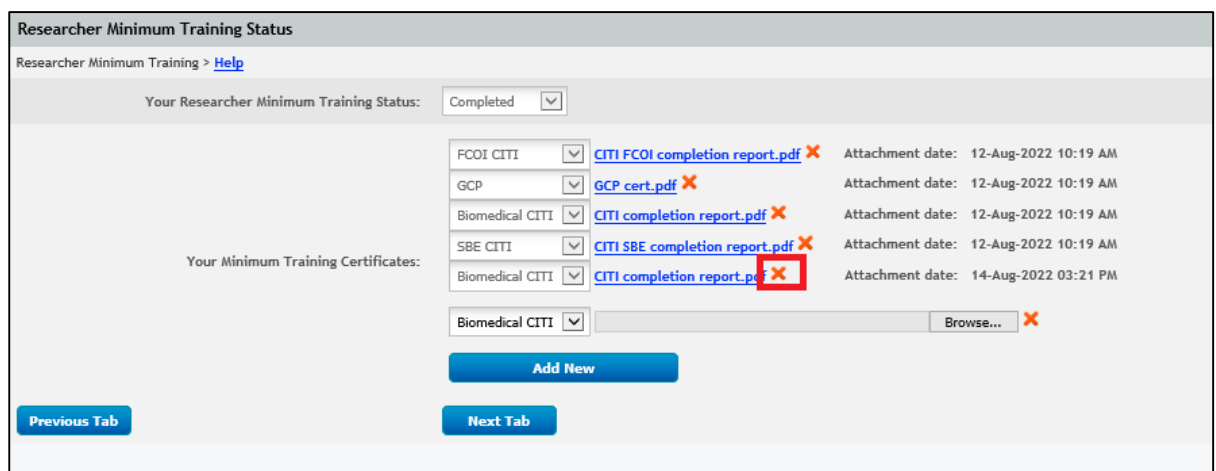 Researcher Minimum Training Status
Researcher Minimum Training > Help
Your Researcher Minimum Training Status: Completed
FCOI CITI CITI FCOI completion report.pdf Attachment date: 12-Aug-2022 10:19 AM
GCP GCP cert.pdf Attachment date: 12-Aug-2022 10:19 AM
Biomedical CITI CITI completion report.pdf Attachment date: 12-Aug-2022 10:19 AM
SBE CITI CITI SBE completion report.pdf Attachment date: 12-Aug-2022 10:19 AM
Your Minimum Training Certificates:
Biomedical CITI CITI completion report.pdf Attachment date: 14-Aug-2022 03:21 PM
Biomedical CITI Browse...
Add New
Previous Tab Next Tab